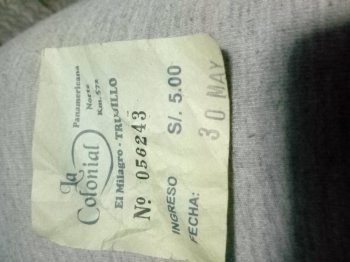 La
Colonial
Panamericana
Norte
Km. 578
El Milagro - TRUJILLO
Nº 056243
INGRESO S/. 5.00
FECHA: 30 MAY